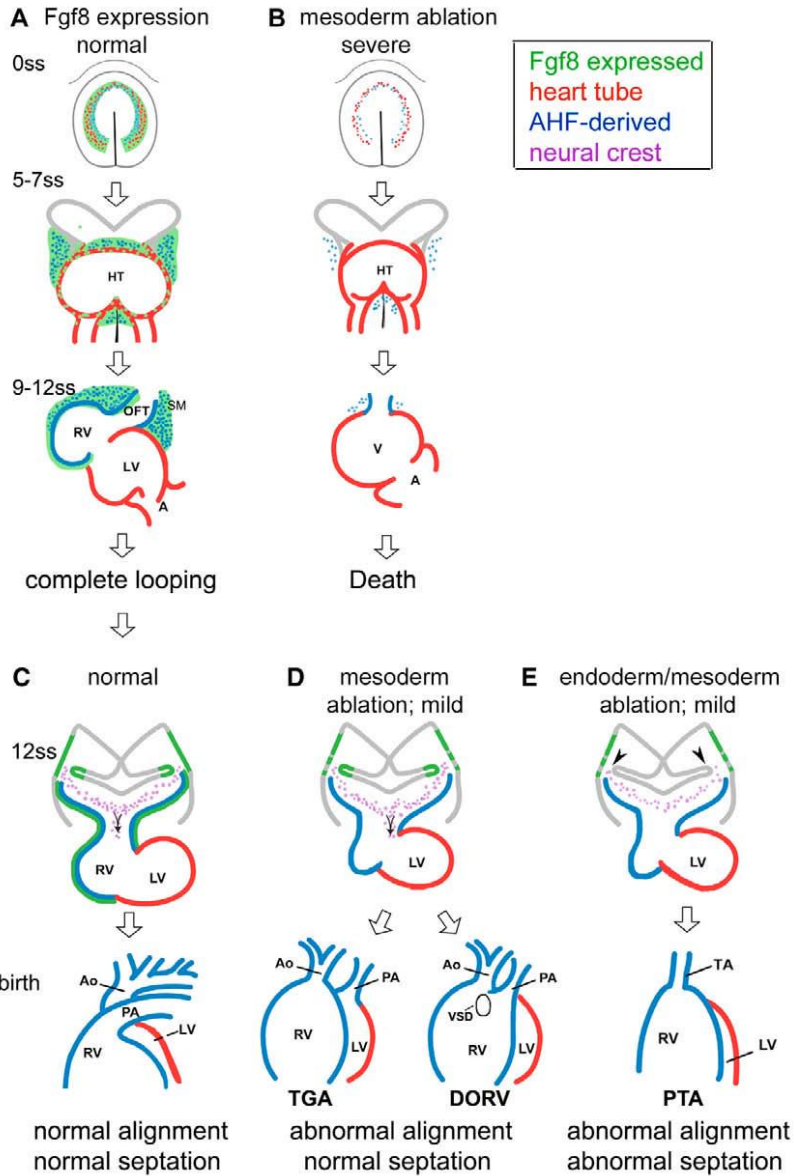 A Fgf8 expression
normal
B mesoderm ablation
severe
Fgf8 expressed
heart tube
AHF-derived
neural crest
0ss
5-7ss
HT
HT
9-12ss
OFT
SM
RV
LV
A
V
A
complete looping
Death
C normal
D mesoderm
ablation; mild
E endoderm/mesoderm
ablation; mild
12ss
RV
LV
LV
LV
birth
Ao
PA
LV
RV
Ao
PA
RV
LV
TGA
Ao
PA
VSD
RV
LV
DORV
TA
RV
LV
PTA
normal alignment
normal septation
abnormal alignment
normal septation
abnormal alignment
abnormal septation